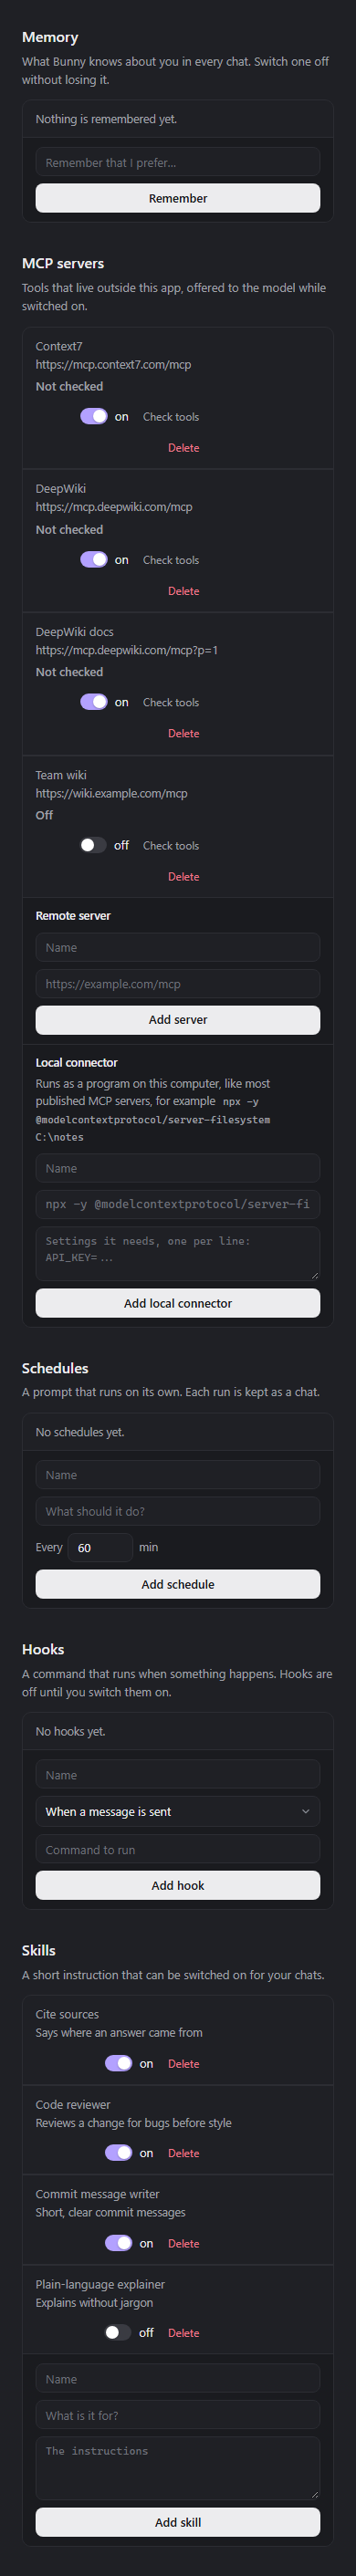 Memory
What Bunny knows about you in every chat. Switch one off
without losing it.
Nothing is remembered yet.
Remember that I prefer...
Remember
MCP servers
Tools that live outside this app, offered to the model while
switched on.
Context7
https://mcp.context7.com/mcp
Not checked
on Check tools
Delete
DeepWiki
https://mcp.deepwiki.com/mcp
Not checked
on Check tools
Delete
DeepWiki docs
https://mcp.deepwiki.com/mcp?p=1
Not checked
on Check tools
Delete
Team wiki
https://wiki.example.com/mcp
Off
off Check tools
Delete
Remote server
Name
https://example.com/mcp
Add server
Local connector
Runs as a program on this computer, like most
published MCP servers, for example npx -y
@modelcontextprotocol/server-filesystem
C:\notes
Name
npx -y @modelcontextprotocol/server-fi
Settings it needs, one per line:
API_KEY=...
Add local connector
Schedules
A prompt that runs on its own. Each run is kept as a chat.
No schedules yet.
Name
What should it do?
Every 60 min
Add schedule
Hooks
A command that runs when something happens. Hooks are
off until you switch them on.
No hooks yet.
Name
When a message is sent
Command to run
Add hook
Skills
A short instruction that can be switched on for your chats.
Cite sources
Says where an answer came from
on Delete
Code reviewer
Reviews a change for bugs before style
on Delete
Commit message writer
Short, clear commit messages
on Delete
Plain-language explainer
Explains without jargon
off Delete
Name
What is it for?
The instructions
Add skill